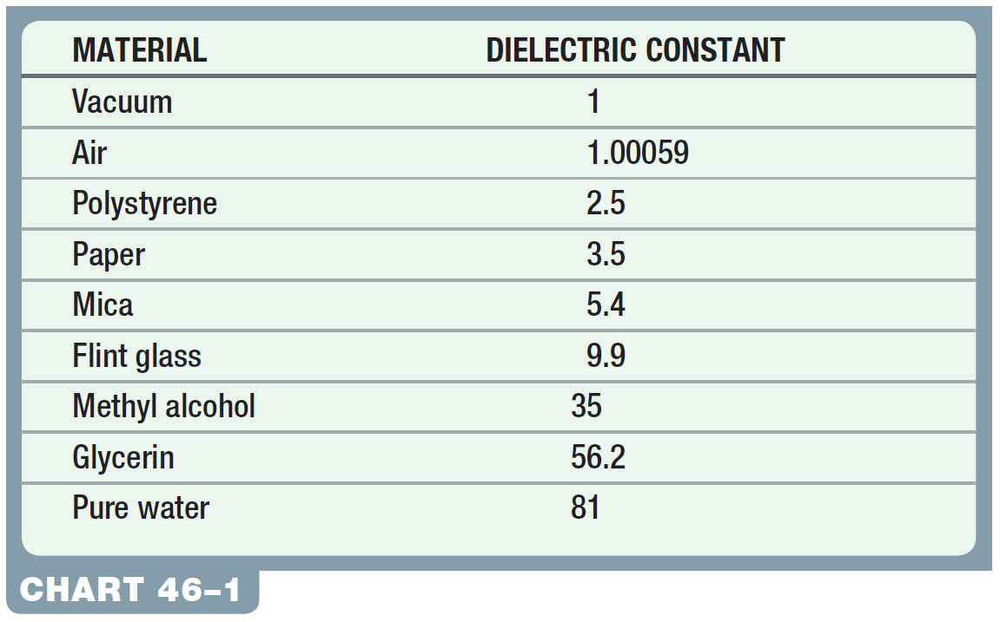 MATERIAL DIELECTRIC CONSTANT
Vacuum 1
Air 1.00059
Polystyrene 2.5
Paper 3.5
Mica 5.4
Flint glass 9.9
Methyl alcohol 35
Glycerin 56.2
Pure water 81
CHART 46–1